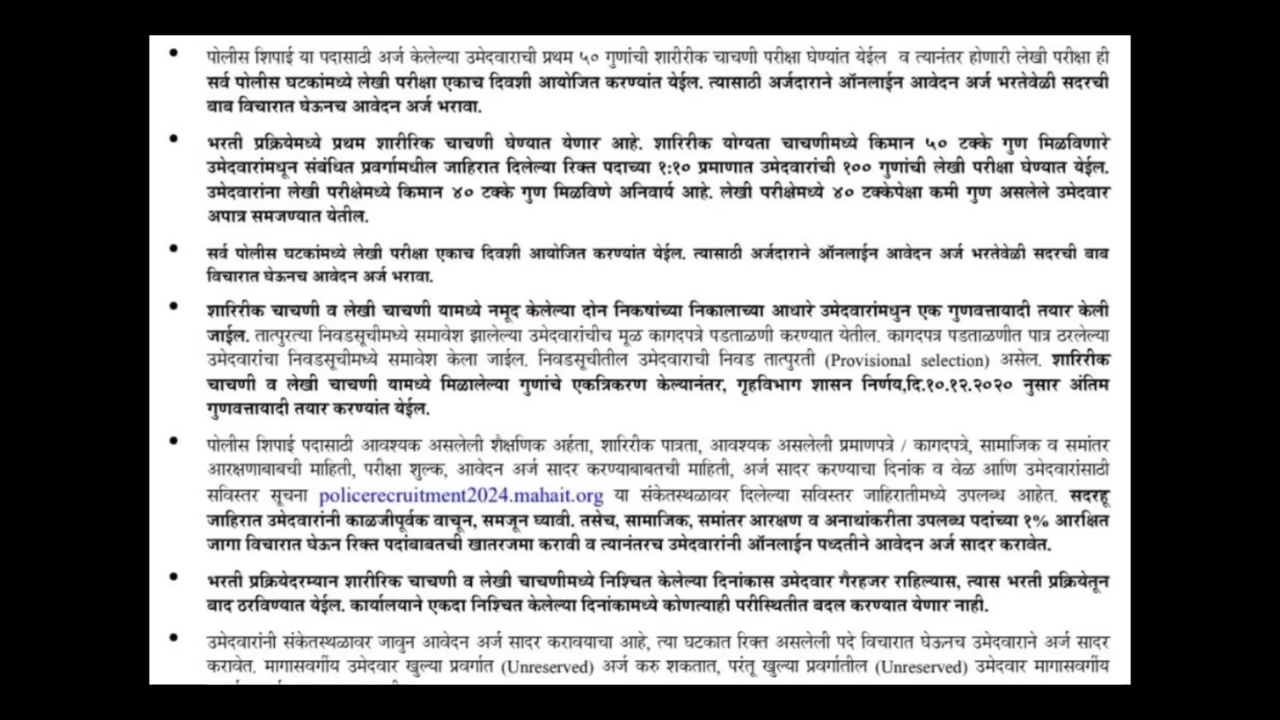 • पोलीस शिपाई या पदासाठी अर्ज केलेल्या उमेदवाराची प्रथम ५० गुणांची शारीरीक चाचणी परीक्षा घेण्यांत येईल व त्यानंतर होणारी लेखी परीक्षा ही
सर्व पोलीस घटकांमध्ये लेखी परीक्षा एकाच दिवशी आयोजित करण्यांत येईल. त्यासाठी अर्जदाराने ऑनलाईन आवेदन अर्ज भरतेवेळी सदरची
बाब विचारात घेऊनच आवेदन अर्ज भरावा.
• भरती प्रक्रियेमध्ये प्रथम शारीरिक चाचणी घेण्यात येणार आहे. शारिरीक योग्यता चाचणीमध्ये किमान ५० टक्के गुण मिळविणारे
उमेदवारांमधून संबंधित प्रवर्गामधील जाहिरात दिलेल्या रिक्त पदाच्या १:१० प्रमाणात उमेदवारांची १०० गुणांची लेखी परीक्षा घेण्यात येईल.
उमेदवारांना लेखी परीक्षेमध्ये किमान ४० टक्के गुण मिळविणे अनिवार्य आहे. लेखी परीक्षेमध्ये ४० टक्केपेक्षा कमी गुण असलेले उमेदवार
अपात्र समजण्यात येतील.
• सर्व पोलीस घटकांमध्ये लेखी परीक्षा एकाच दिवशी आयोजित करण्यांत येईल. त्यासाठी अर्जदाराने ऑनलाईन आवेदन अर्ज भरतेवेळी सदरची बाब
विचारात घेऊनच आवेदन अर्ज भरावा.
• शारिरीक चाचणी व लेखी चाचणी यामध्ये नमूद केलेल्या दोन निकषांच्या निकालाच्या आधारे उमेदवारांमधुन एक गुणवत्तायादी तयार केली
जाईल. तात्पुरत्या निवडसूचीमध्ये समावेश झालेल्या उमेदवारांचीच मूळ कागदपत्रे पडताळणी करण्यात येतील. कागदपत्र पडताळणीत पात्र ठरलेल्या
उमेदवारांचा निवडसूचीमध्ये समावेश केला जाईल. निवडसूचीतील उमेदवाराची निवड तात्पुरती (Provisional selection) असेल. शारिरीक
चाचणी व लेखी चाचणी यामध्ये मिळालेल्या गुणांचे एकत्रिकरण केल्यानंतर, गृहविभाग शासन निर्णय,दि.१०.१२.२०२० नुसार अंतिम
गुणवत्तायादी तयार करण्यांत येईल.
• पोलीस शिपाई पदासाठी आवश्यक असलेली शैक्षणिक अर्हता, शारिरीक पात्रता, आवश्यक असलेली प्रमाणपत्रे / कागदपत्रे, सामाजिक व समांतर
आरक्षणाबाबची माहिती, परीक्षा शुल्क, आवेदन अर्ज सादर करण्याबाबतची माहिती, अर्ज सादर करण्याचा दिनांक व वेळ आणि उमेदवारांसाठी
सविस्तर सूचना policerecruitment2024.mahait.org या संकेतस्थळावर दिलेल्या सविस्तर जाहिरातीमध्ये उपलब्ध आहेत. सदरहू
जाहिरात उमेदवारांनी काळजीपूर्वक वाचून, समजून घ्यावी. तसेच, सामाजिक, समांतर आरक्षण व अनाथांकरीता उपलब्ध पदांच्या १% आरक्षित
जागा विचारात घेऊन रिक्त पदांबाबतची खातरजमा करावी व त्यानंतरच उमेदवारांनी ऑनलाईन पध्दतीने आवेदन अर्ज सादर करावेत.
• भरती प्रक्रियेदरम्यान शारीरिक चाचणी व लेखी चाचणीमध्ये निश्चित केलेल्या दिनांकास उमेदवार गैरहजर राहिल्यास, त्यास भरती प्रक्रियेतून
बाद ठरविण्यात येईल. कार्यालयाने एकदा निश्चित केलेल्या दिनांकामध्ये कोणत्याही परीस्थितीत बदल करण्यात येणार नाही.
• उमेदवारांनी संकेतस्थळावर जावुन आवेदन अर्ज सादर करावयाचा आहे, त्या घटकात रिक्त असलेली पदे विचारात घेऊनच उमेदवाराने अर्ज सादर
करावेत. मागासवर्गीय उमेदवार खुल्या प्रवर्गात (Unreserved) अर्ज करु शकतात, परंतू खुल्या प्रवर्गातील (Unreserved) उमेदवार मागासवर्गीय